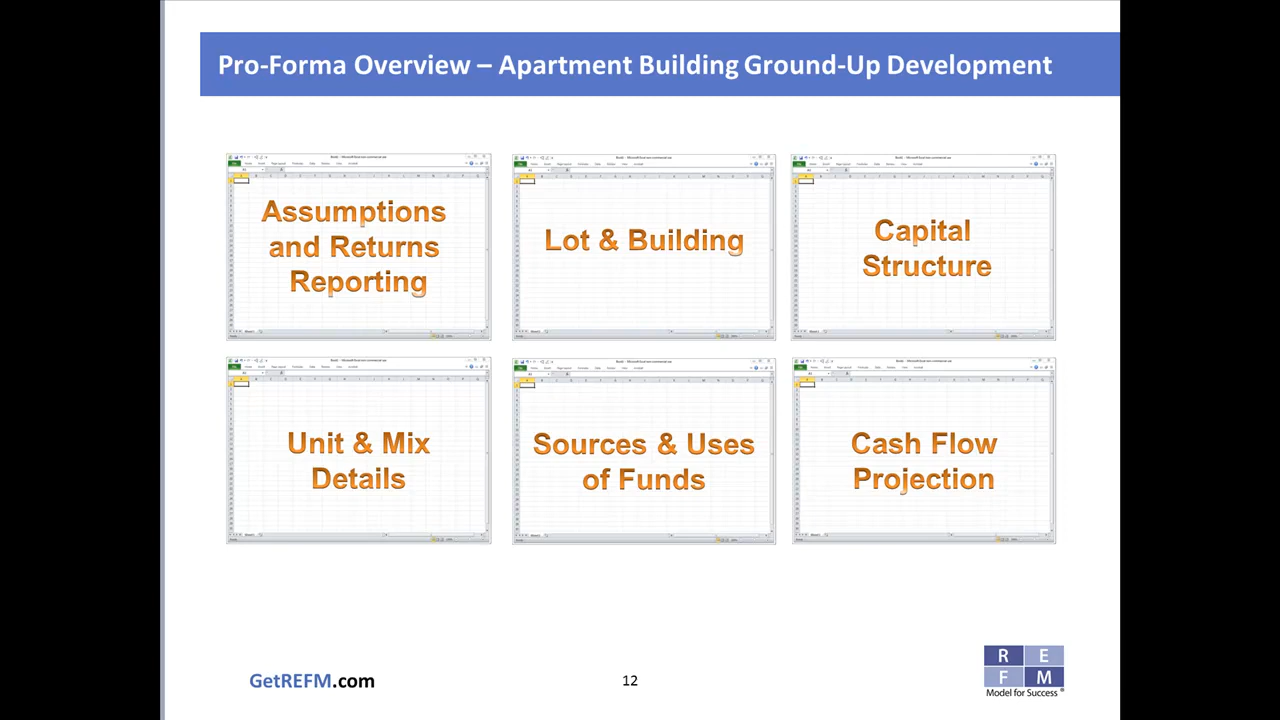 Pro-Forma Overview – Apartment Building Ground-Up Development
Assumptions
and Returns
Reporting
Lot & Building
Capital
Structure
Unit & Mix
Details
Sources & Uses
of Funds
Cash Flow
Projection
GetREFM.com
12
R E
F M
Model for Success®